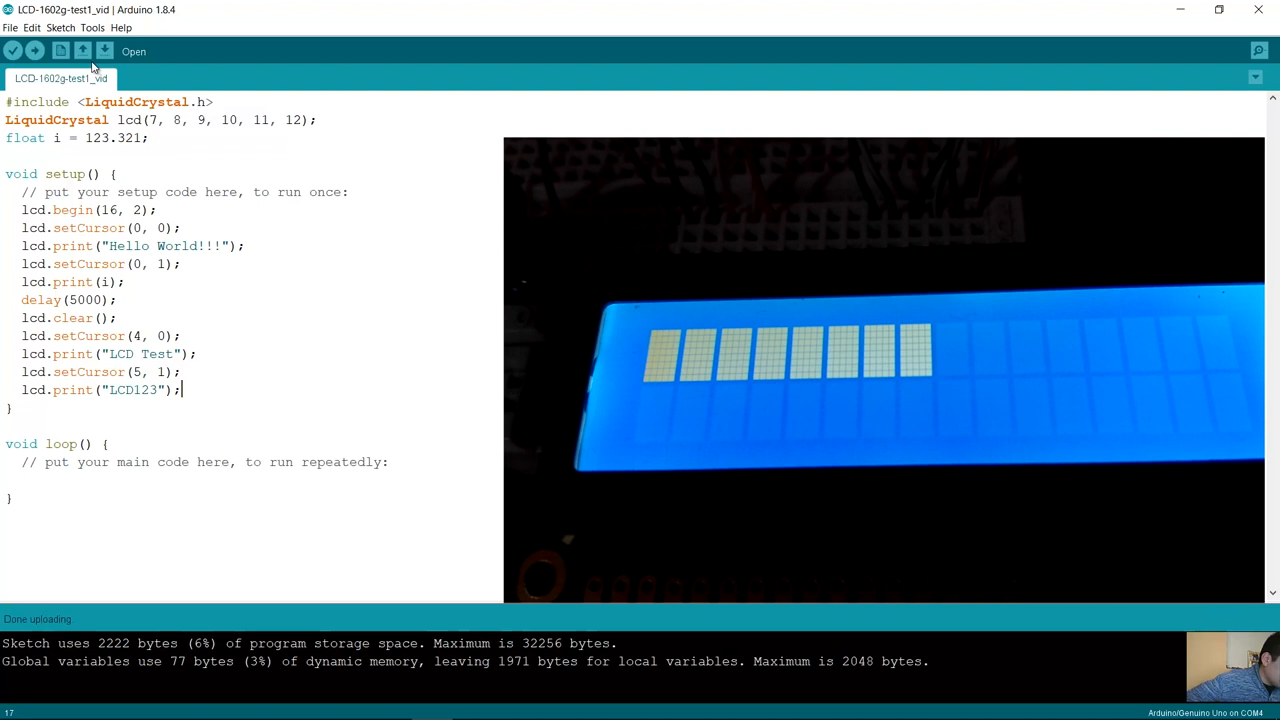 LCD-1602g-test1_vid | Arduino 1.8.4
File Edit Sketch Tools Help
Open
LCD-1602g-test1_vid
#include <LiquidCrystal.h>
LiquidCrystal lcd(7, 8, 9, 10, 11, 12);
float i = 123.321;
void setup() {
// put your setup code here, to run once:
lcd.begin(16, 2);
lcd.setCursor(0, 0);
lcd.print("Hello World!!!");
lcd.setCursor(0, 1);
lcd.print(i);
delay(5000);
lcd.clear();
lcd.setCursor(4, 0);
lcd.print("LCD Test");
lcd.setCursor(5, 1);
lcd.print("LCD123");
}
void loop() {
// put your main code here, to run repeatedly:
}
Done uploading.
Sketch uses 2222 bytes (6%) of program storage space. Maximum is 32256 bytes.
Global variables use 77 bytes (3%) of dynamic memory, leaving 1971 bytes for local variables. Maximum is 2048 bytes.
17
Arduino/Genuino Uno on COM4